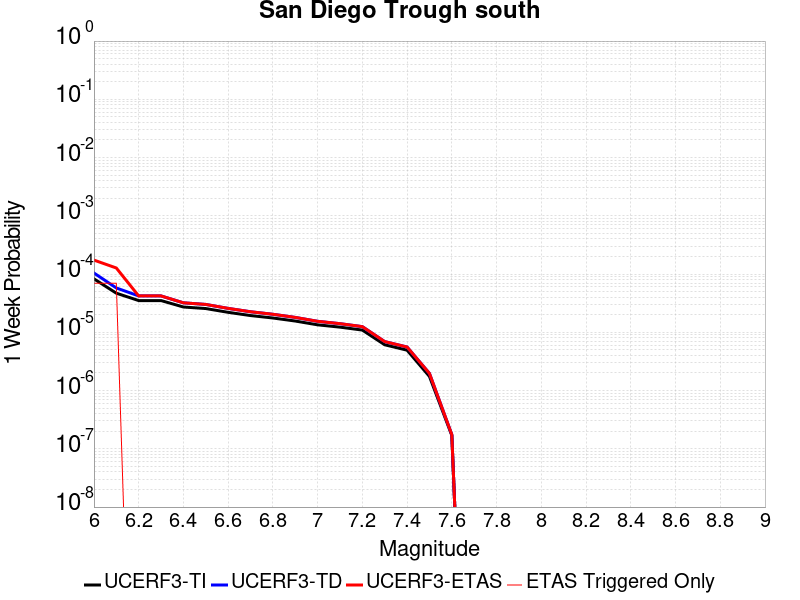 San Diego Trough south
1 Week Probability
10^0
10^-1
10^-2
10^-3
10^-4
10^-5
10^-6
10^-7
10^-8
6 6.2 6.4 6.6 6.8 7 7.2 7.4 7.6 7.8 8 8.2 8.4 8.6 8.8 9
Magnitude
UCERF3-TI UCERF3-TD UCERF3-ETAS ETAS Triggered Only